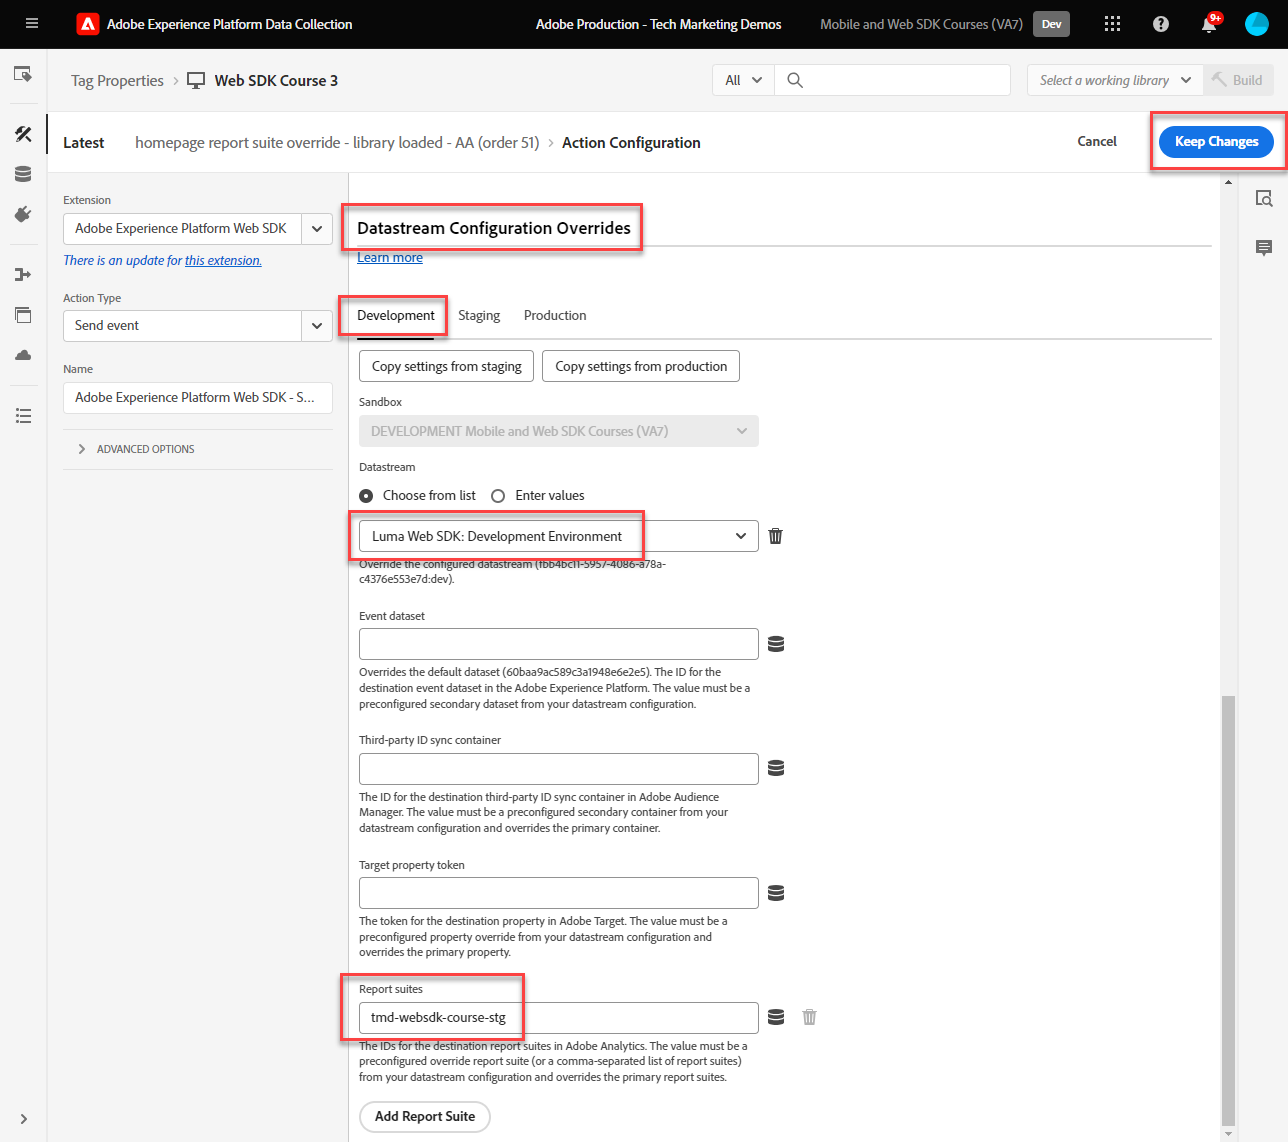 Adobe Experience Platform Data Collection
Adobe Production - Tech Marketing Demos
Mobile and Web SDK Courses (VA7)
Dev
9+
Tag Properties
Web SDK Course 3
All
Select a working library
Build
Latest
homepage report suite override - library loaded - AA (order 51)
Action Configuration
Cancel
Keep Changes
Extension
Adobe Experience Platform Web SDK
There is an update for this extension.
Action Type
Send event
Name
Adobe Experience Platform Web SDK - S...
ADVANCED OPTIONS
Datastream Configuration Overrides
Learn more
Development
Staging
Production
Copy settings from staging
Copy settings from production
Sandbox
DEVELOPMENT Mobile and Web SDK Courses (VA7)
Datastream
Choose from list
Enter values
Luma Web SDK: Development Environment
Override the configured datastream (fbb4bc11-5957-4086-a78a-
c4376e553e7d:dev).
Event dataset
Overrides the default dataset (60baa9ac589c3a1948e6e2e5). The ID for the
destination event dataset in the Adobe Experience Platform. The value must be a
preconfigured secondary dataset from your datastream configuration.
Third-party ID sync container
The ID for the destination third-party ID sync container in Adobe Audience
Manager. The value must be a preconfigured secondary container from your
datastream configuration and overrides the primary container.
Target property token
The token for the destination property in Adobe Target. The value must be a
preconfigured property override from your datastream configuration and
overrides the primary property.
Report suites
tmd-websdk-course-stg
The IDs for the destination report suites in Adobe Analytics. The value must be a
preconfigured override report suite (or a comma-separated list of report suites)
from your datastream configuration and overrides the primary report suites.
Add Report Suite